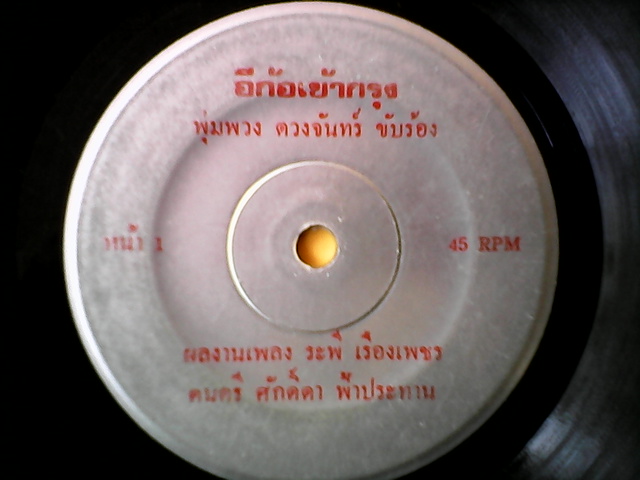 อีก้อเข้ากรุง
พุ่มพวง ดวงจันทร์ ขับร้อง
หน้า 1
45 RPM
ผลงานเพลง ระพี เรืองเพชร
ดนตรี ศักดิ์ดา ฟ้าประทาน